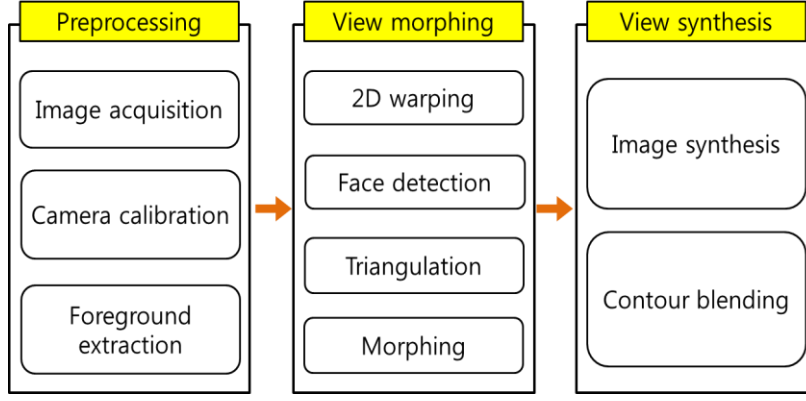 Preprocessing
Image acquisition
Camera calibration
Foreground
extraction
View morphing
2D warping
Face detection
Triangulation
Morphing
View synthesis
Image synthesis
Contour blending